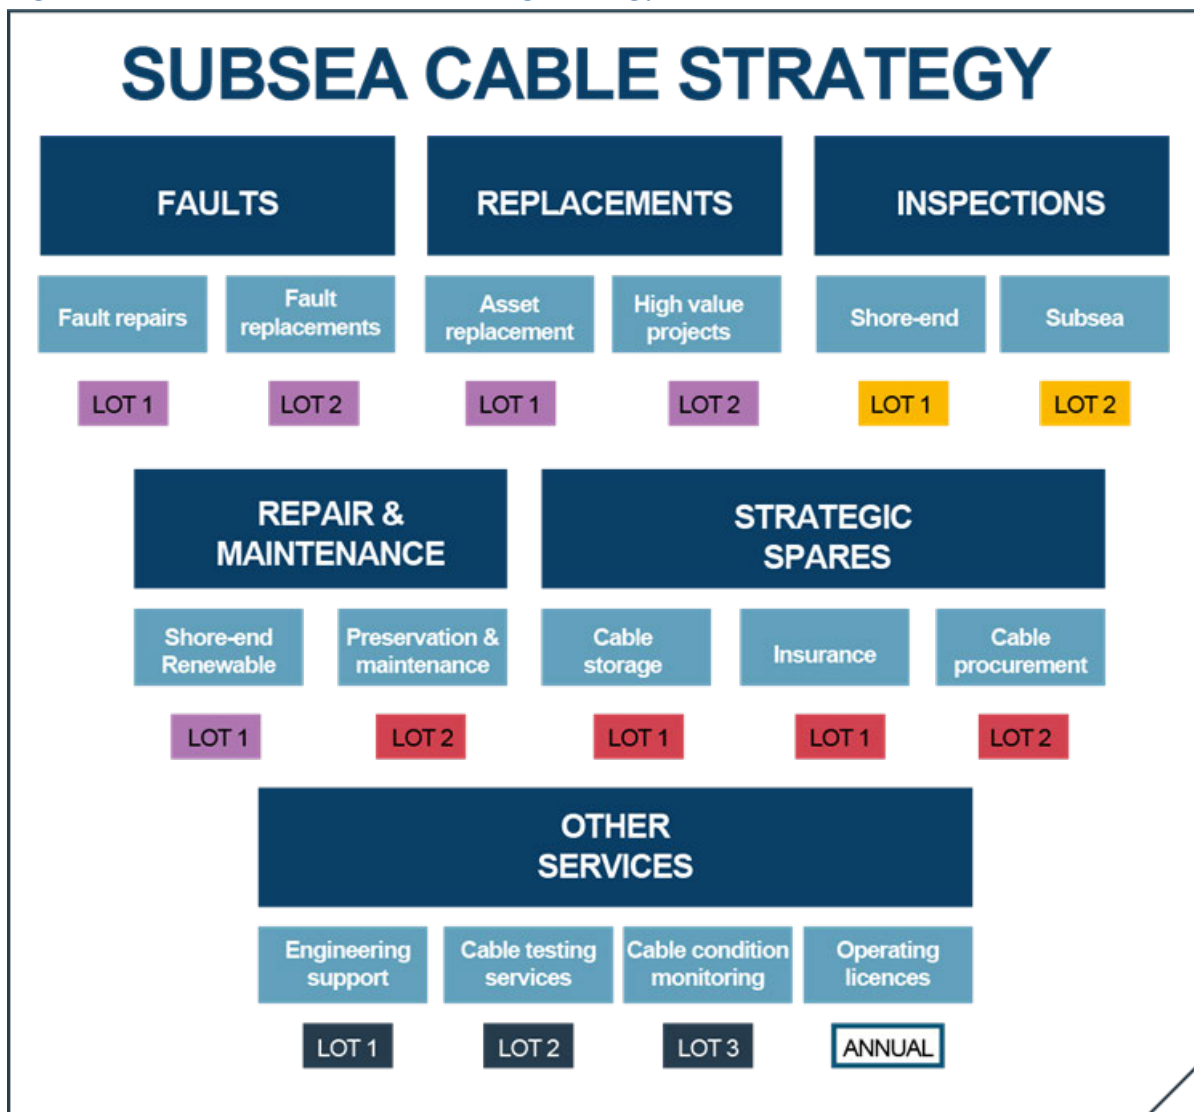 SUBSEA CABLE STRATEGY
FAULTS
REPLACEMENTS
INSPECTIONS
Fault repairs
Fault
replacements
Asset
replacement
High value
projects
Shore-end
Subsea
LOT 1
LOT 2
LOT 1
LOT 2
LOT 1
LOT 2
REPAIR &
MAINTENANCE
STRATEGIC
SPARES
Shore-end
Renewable
Preservation &
maintenance
Cable
storage
Insurance
Cable
procurement
LOT 1
LOT 2
LOT 1
LOT 1
LOT 2
OTHER
SERVICES
Engineering
support
Cable testing
services
Cable condition
monitoring
Operating
licences
LOT 1
LOT 2
LOT 3
ANNUAL